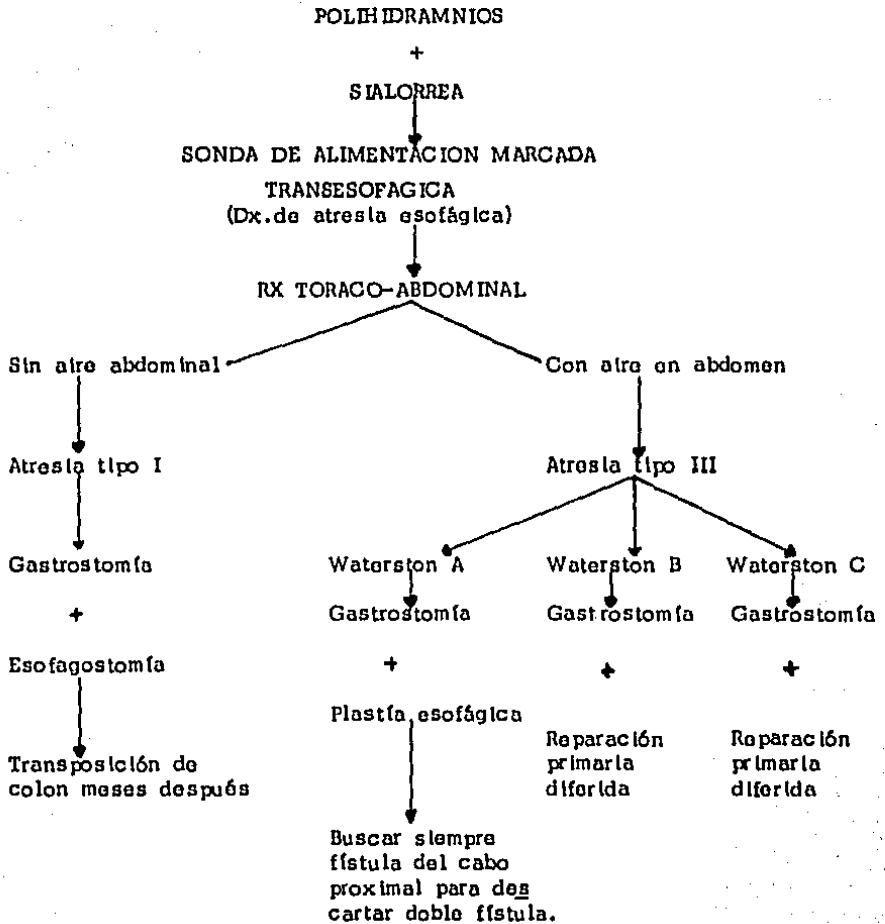 POLIHIDRAMNIOS
+
SIALORREA
SONDA DE ALIMENTACION MARCADA
TRANSESOFAGICA
(Dx.de atresia esofágica)
RX TORACO-ABDOMINAL
Sin aire abdominal
Con aire en abdomen
Atresia tipo I
Atresia tipo III
Gastrostomía
+
Esofagostomía
Transposición de
colon meses después
Waterston A
Gastrostomía
+
Plastía esofágica
Buscar siempre
fístula del cabo
proximal para des
cartar doble fístula.
Waterston B
Gastrostomía
+
Reparación
primaria
diferida
Waterston C
Gastrostomía
+
Reparación
primaria
diferida